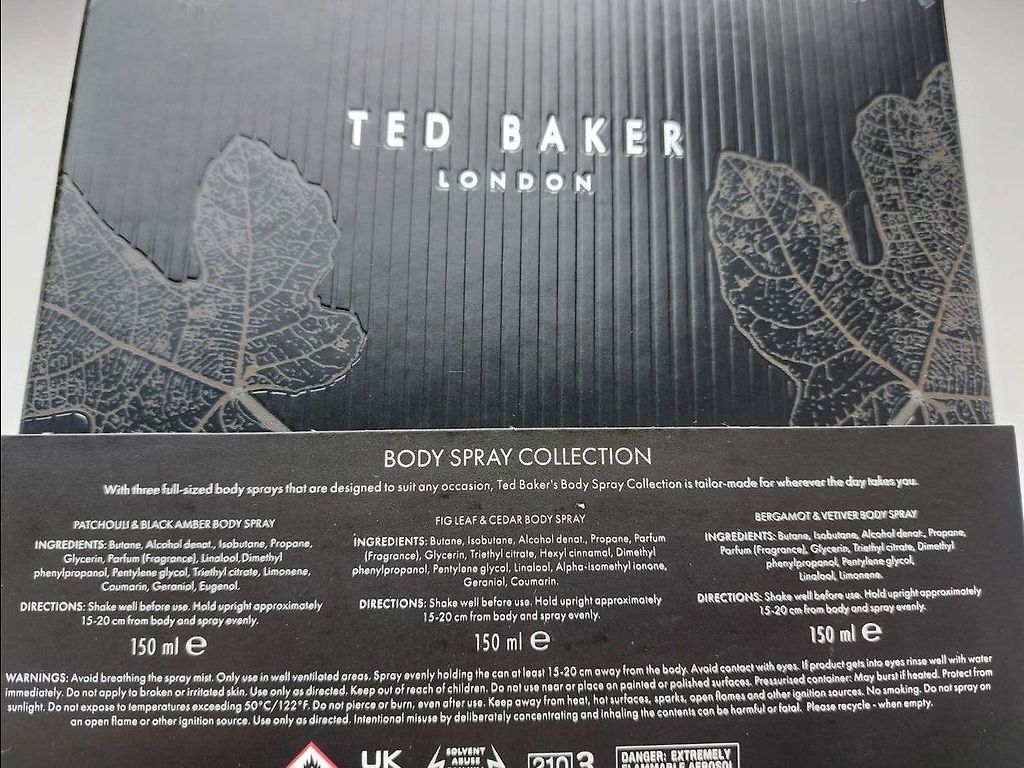 TED BAKER
LONDON
BODY SPRAY COLLECTION
With three full-sized body sprays that are designed to suit any occasion, Ted Baker's Body Spray Collection is tailor-made for wherever the day takes you.
PATCHOULI & BLACK AMBER BODY SPRAY
INGREDIENTS: Butane, Alcohol denat., Isobutane, Propane,
Glycerin, Parfum (Fragrance), Linalool, Dimethyl
phenylpropanol, Pentylene glycol, Triethyl citrate, Limonene,
Coumarin, Geraniol, Eugenol.
DIRECTIONS: Shake well before use. Hold upright approximately
15-20 cm from body and spray evenly.
150 ml e
FIG LEAF & CEDAR BODY SPRAY
INGREDIENTS: Butane, Isobutane, Alcohol denat., Propane, Parfum
(Fragrance), Glycerin, Triethyl citrate, Hexyl cinnamal, Dimethyl
phenylpropanol, Pentylene glycol, Linalool, Alpha-isomethyl ionone,
Geraniol, Coumarin.
DIRECTIONS: Shake well before use. Hold upright approximately
15-20 cm from body and spray evenly.
150 ml e
BERGAMOT & VETIVER BODY SPRAY
INGREDIENTS: Butane, Isobutane, Alcohol denat., Propane,
Parfum (Fragrance), Glycerin, Triethyl citrate, Dimethyl
phenylpropanol, Pentylene glycol,
Linalool, Limonene.
DIRECTIONS: Shake well before use. Hold upright approximately
15-20 cm from body and spray evenly.
150 ml e
WARNINGS: Avoid breathing the spray mist. Only use in well ventilated areas. Spray evenly holding the can at least 15-20 cm away from the body. Avoid contact with eyes. If product gets into eyes rinse well with water
immediately. Do not apply to broken or irritated skin. Use only as directed. Keep out of reach of children. Do not use near or place on painted or polished surfaces. Pressurised container: May burst if heated. Protect from
sunlight. Do not expose to temperatures exceeding 50°C/122°F. Do not pierce or burn, even after use. Keep away from heat, hot surfaces, sparks, open flames and other ignition sources. No smoking. Do not spray on
an open flame or other ignition source. Use only as directed. Intentional misuse by deliberately concentrating and inhaling the contents can be harmful or fatal. Please recycle - when empty.
UK
SOLVENT
ABUSE
210
3
DANGER: EXTREMELY
FLAMMABLE AEROSOL